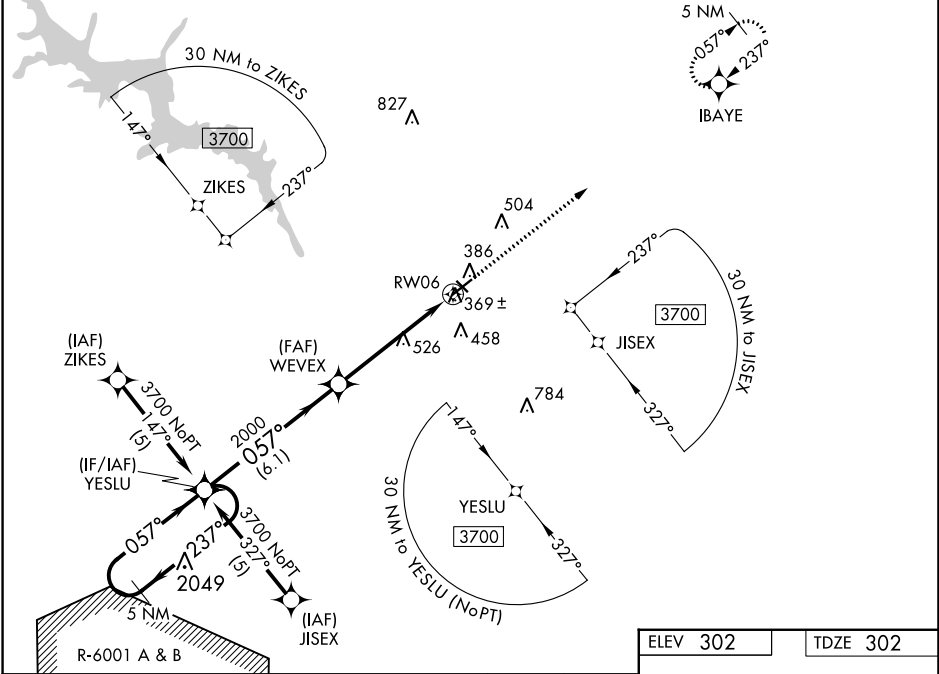 5 NM
057°
237°
IBAYE
30 NM to ZIKES
147°
3700
237°
ZIKES
827
504
386
RW06
369 ±
458
526
237°
30 NM to JISEX
3700
JISEX
327°
784
(IAF)
ZIKES
3700 NoPT
147°
(5)
(FAF)
WEVEX
2000
057°
(6.1)
(IF/IAF)
YESLU
057°
237°
2049
5 NM
3700 NoPT
327°
(5)
(IAF)
JISEX
147°
YESLU
3700
327°
30 NM to YESLU (NoPT)
R-6001 A & B
ELEV 302
TDZE 302